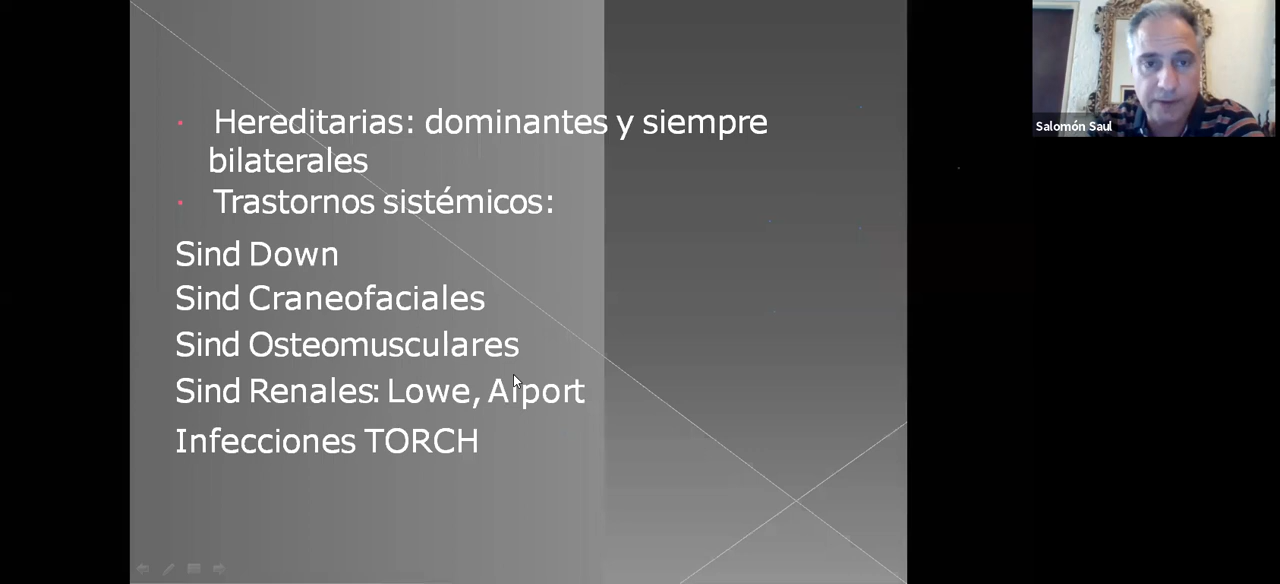 Hereditarias: dominantes y siempre
bilaterales
Trastornos sistémicos:
Sind Down
Sind Craneofaciales
Sind Osteomusculares
Sind Renales: Lowe, Alport
Infecciones TORCH
Salomón Saul